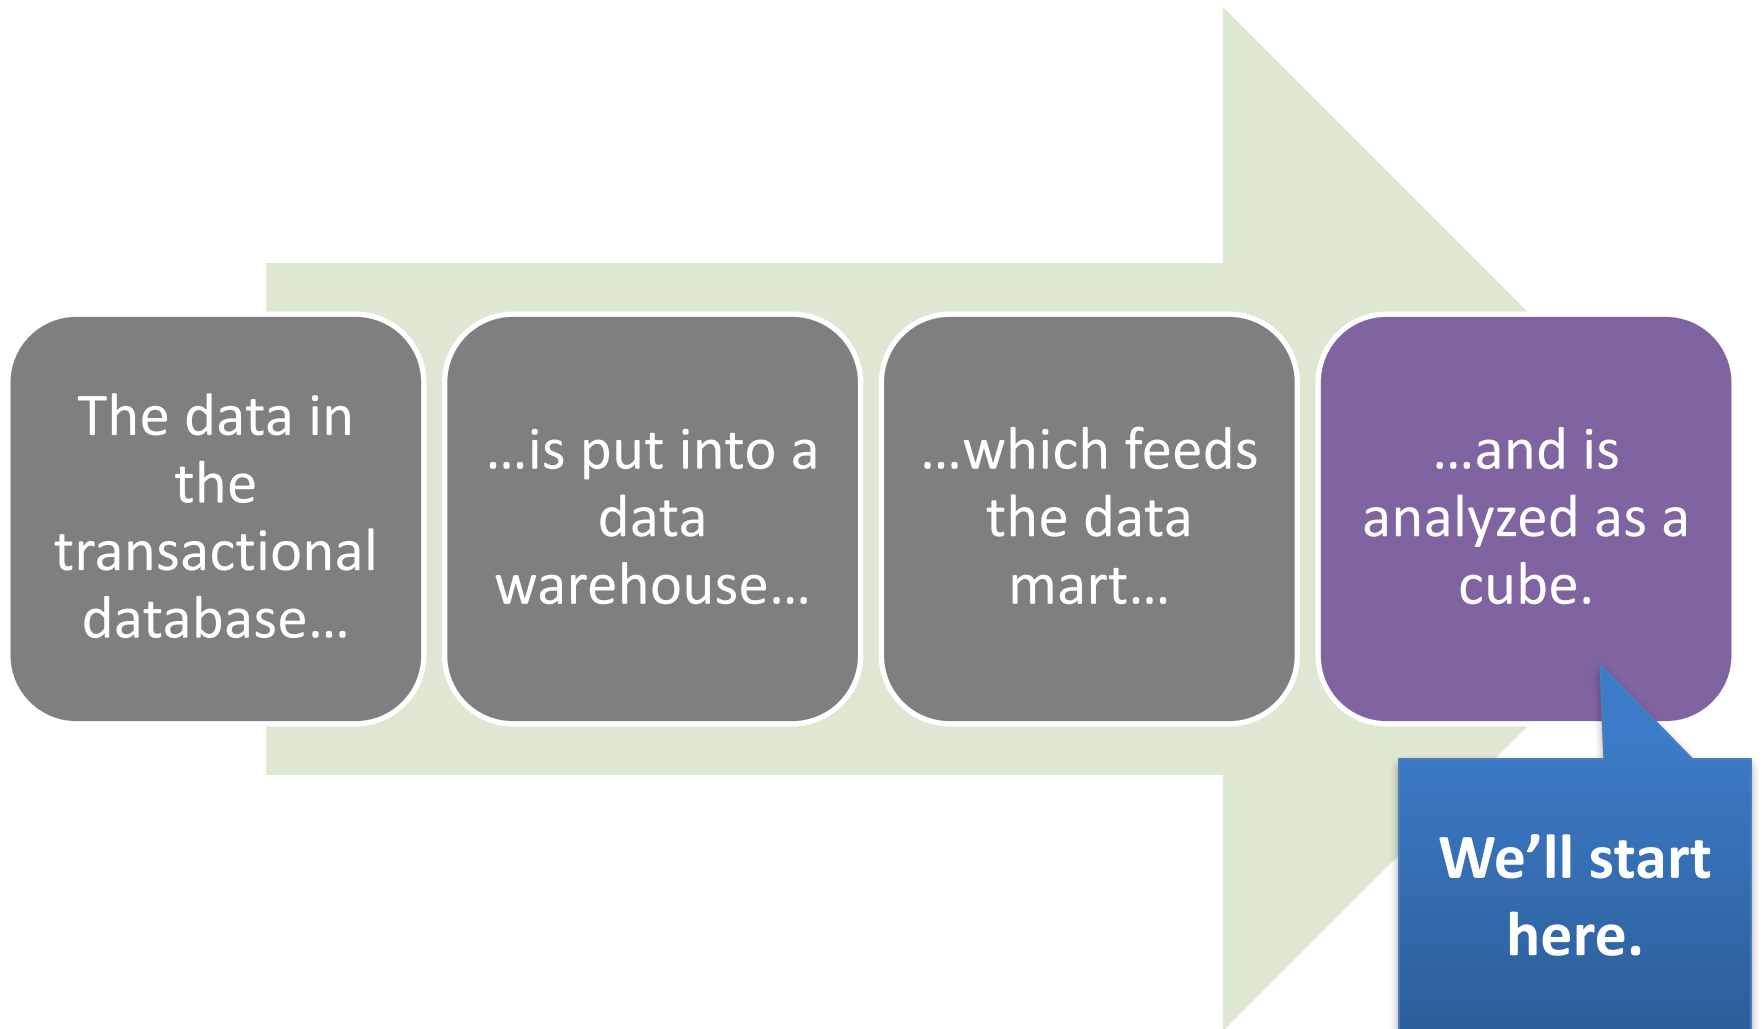 The data in
the
transactional
database…
…is put into a
data
warehouse…
…which feeds
the data
mart…
…and is
analyzed as a
cube.
We’ll start
here.